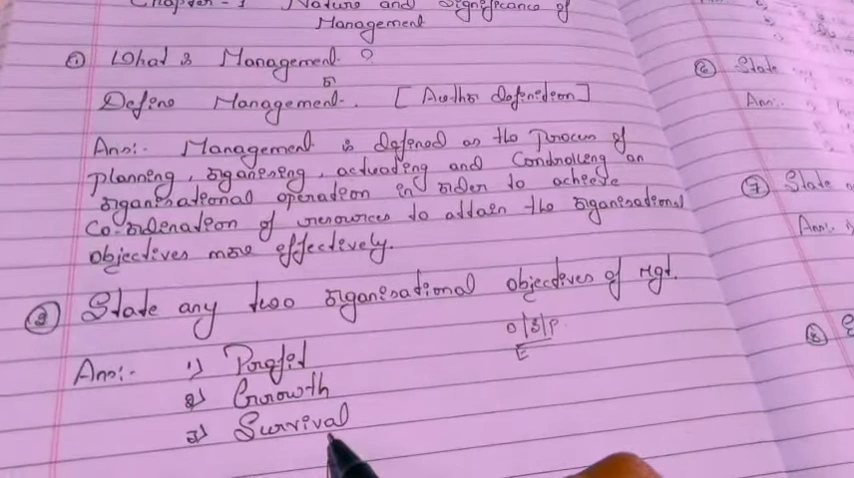 Chapter - 1 Nature and Significance of
Management
① What is Management ?
or
Define Management. [Author Definition]
Ans:- Management is defined as the Process of
Planning, organising, actuating and Controlling an
organisational operation in order to achieve
Co-ordination of resources to attain the organisational
objectives more effectively.
② State any two organisational objectives of Mgt.
O/S/P
E
Ans:- 1) Profit
2) Growth
3) Survival
⑥ State
Ans:
⑦ State
Ans:
⑧